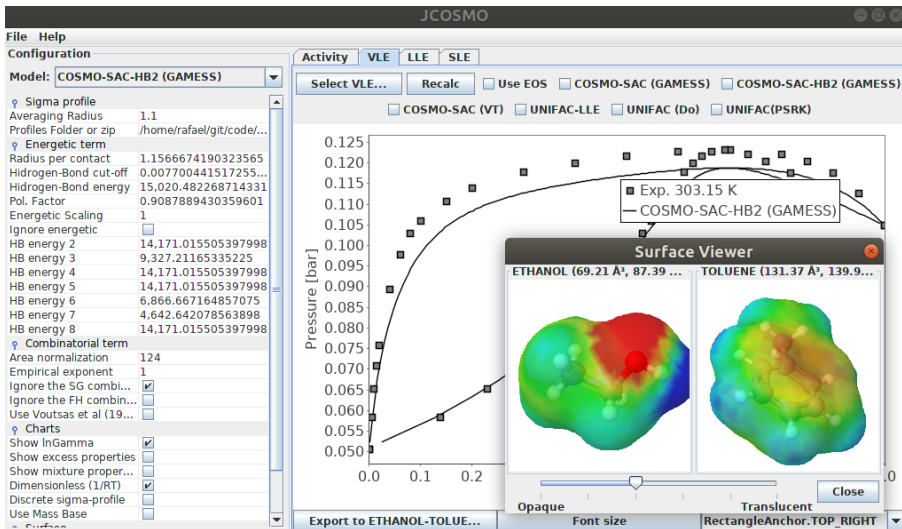 JCOSMO
File Help
Configuration
Model: COSMO-SAC-HB2 (GAMESS)
Sigma profile
Averaging Radius 1.1
Profiles Folder or zip /home/rafael/git/code/...
Energetic term
Radius per contact 1.1566674190323565
Hidrogen-Bond cut-off 0.007700441517255...
Hidrogen-Bond energy 15,020.482268714331
Pol. Factor 0.9087889430359601
Energetic Scaling 1
Ignore energetic
HB energy 2 14,171.015505397998
HB energy 3 9,327.21165335225
HB energy 4 14,171.015505397998
HB energy 5 14,171.015505397998
HB energy 6 6,866.667164857075
HB energy 7 4,642.642078563898
HB energy 8 14,171.015505397998
Combinatorial term
Area normalization 124
Empirical exponent 1
Ignore the SG combi...
Ignore the FH combin...
Use Voutsas et al (19...
Charts
Show lnGamma
Show excess properties
Show mixture proper...
Dimensionless (1/RT)
Discrete sigma-profile
Use Mass Base
Activity VLE LLE SLE
Select VLE... Recalc Use EOS COSMO-SAC (GAMESS) COSMO-SAC-HB2 (GAMESS)
COSMO-SAC (VT) UNIFAC-LLE UNIFAC (Do) UNIFAC(PSRK)
Pressure [bar]
0.125
0.120
0.115
0.110
0.105
0.100
0.095
0.090
0.085
0.080
0.075
0.070
0.065
0.060
0.055
0.050
0.0 0.1 0.2 .0
Exp. 303.15 K
COSMO-SAC-HB2 (GAMESS)
Surface Viewer
ETHANOL (69.21 Å³, 87.39 ... TOLUENE (131.37 Å³, 139.9...
Opaque Translucent
Close
Export to ETHANOL-TOLUE... Font size RectangleAnchor.TOP_RIGHT